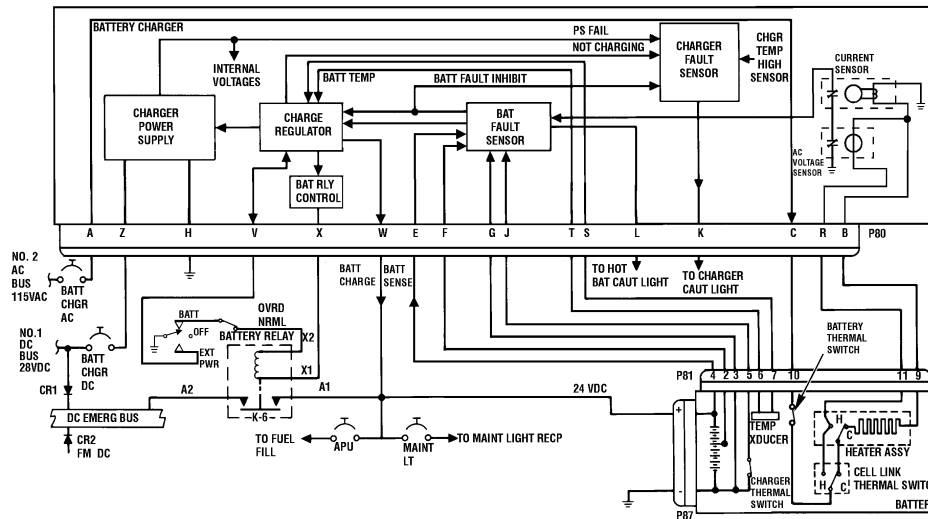 BATTERY CHARGER
PS FAIL
NOT CHARGING
INTERNAL
VOLTAGES
BATT TEMP
BATT FAULT INHIBIT
CHARGER
FAULT
SENSOR
CHGR
TEMP
HIGH
SENSOR
CURRENT
SENSOR
CHARGER
POWER
SUPPLY
CHARGE
REGULATOR
BAT
FAULT
SENSOR
AC
VOLTAGE
SENSOR
BAT RLY
CONTROL
A Z H V X W E F G J T S L K C R B P80
NO. 2
AC
BUS
115VAC
BATT
CHGR
AC
BATT
CHARGE
BATT
SENSE
TO HOT
BAT CAUT LIGHT
TO CHARGER
CAUT LIGHT
NO.1
DC
BUS
28VDC
BATT
CHGR
DC
BATT
OFF
EXT
PWR
OVRD
NRML
BATTERY RELAY
X2
X1
BATTERY
THERMAL
SWITCH
CR1
A2
A1
K-6
24 VDC
P81 4 2 3 5 6 7 10 11 9
DC EMERG BUS
CR2
FM DC
TO FUEL
FILL
APU
MAINT
LT
TO MAINT LIGHT RECP
+
-
P87
TEMP
XDUCER
CHARGER
THERMAL
SWITCH
H
C
HEATER ASSY
H
C
CELL LINK
THERMAL SWITC
BATTER